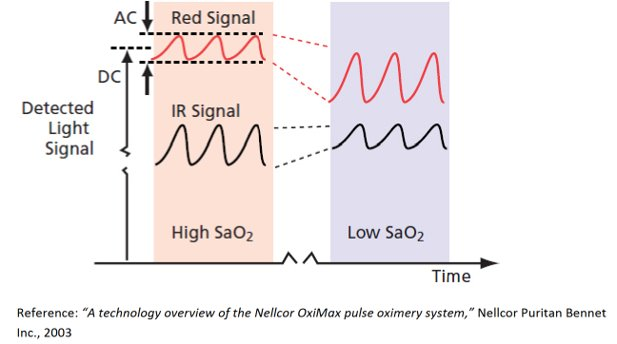 AC
Red Signal
DC
Detected
Light
Signal
IR Signal
High SaO₂
Low SaO₂
Time
Reference: “A technology overview of the Nellcor OxiMax pulse oximery system,” Nellcor Puritan Bennet
Inc., 2003